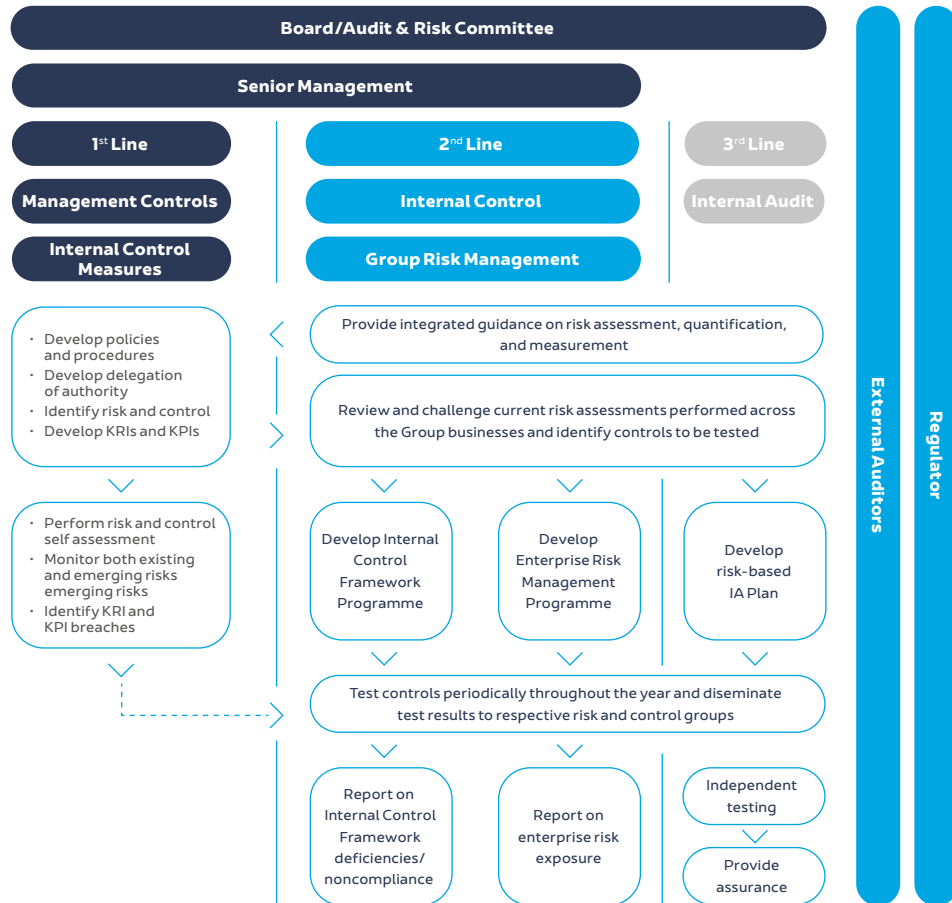 Board/Audit & Risk Committee
Senior Management
1st Line
2nd Line
3rd Line
Management Controls
Internal Control
Internal Audit
Internal Control
Measures
Group Risk Management
· Develop policies
and procedures
· Develop delegation
of authority
· Identify risk and control
· Develop KRIs and KPIs
Provide integrated guidance on risk assessment, quantification,
and measurement
Review and challenge current risk assessments performed across
the Group businesses and identify controls to be tested
· Perform risk and control
self assessment
· Monitor both existing
and emerging risks
emerging risks
· Identify KRI and
KPI breaches
Develop Internal
Control
Framework
Programme
Develop
Enterprise Risk
Management
Programme
Develop
risk-based
IA Plan
Test controls periodically throughout the year and diseminate
test results to respective risk and control groups
Report on
Internal Control
Framework
deficiencies/
noncompliance
Report on
enterprise risk
exposure
Independent
testing
Provide
assurance
External Auditors
Regulator